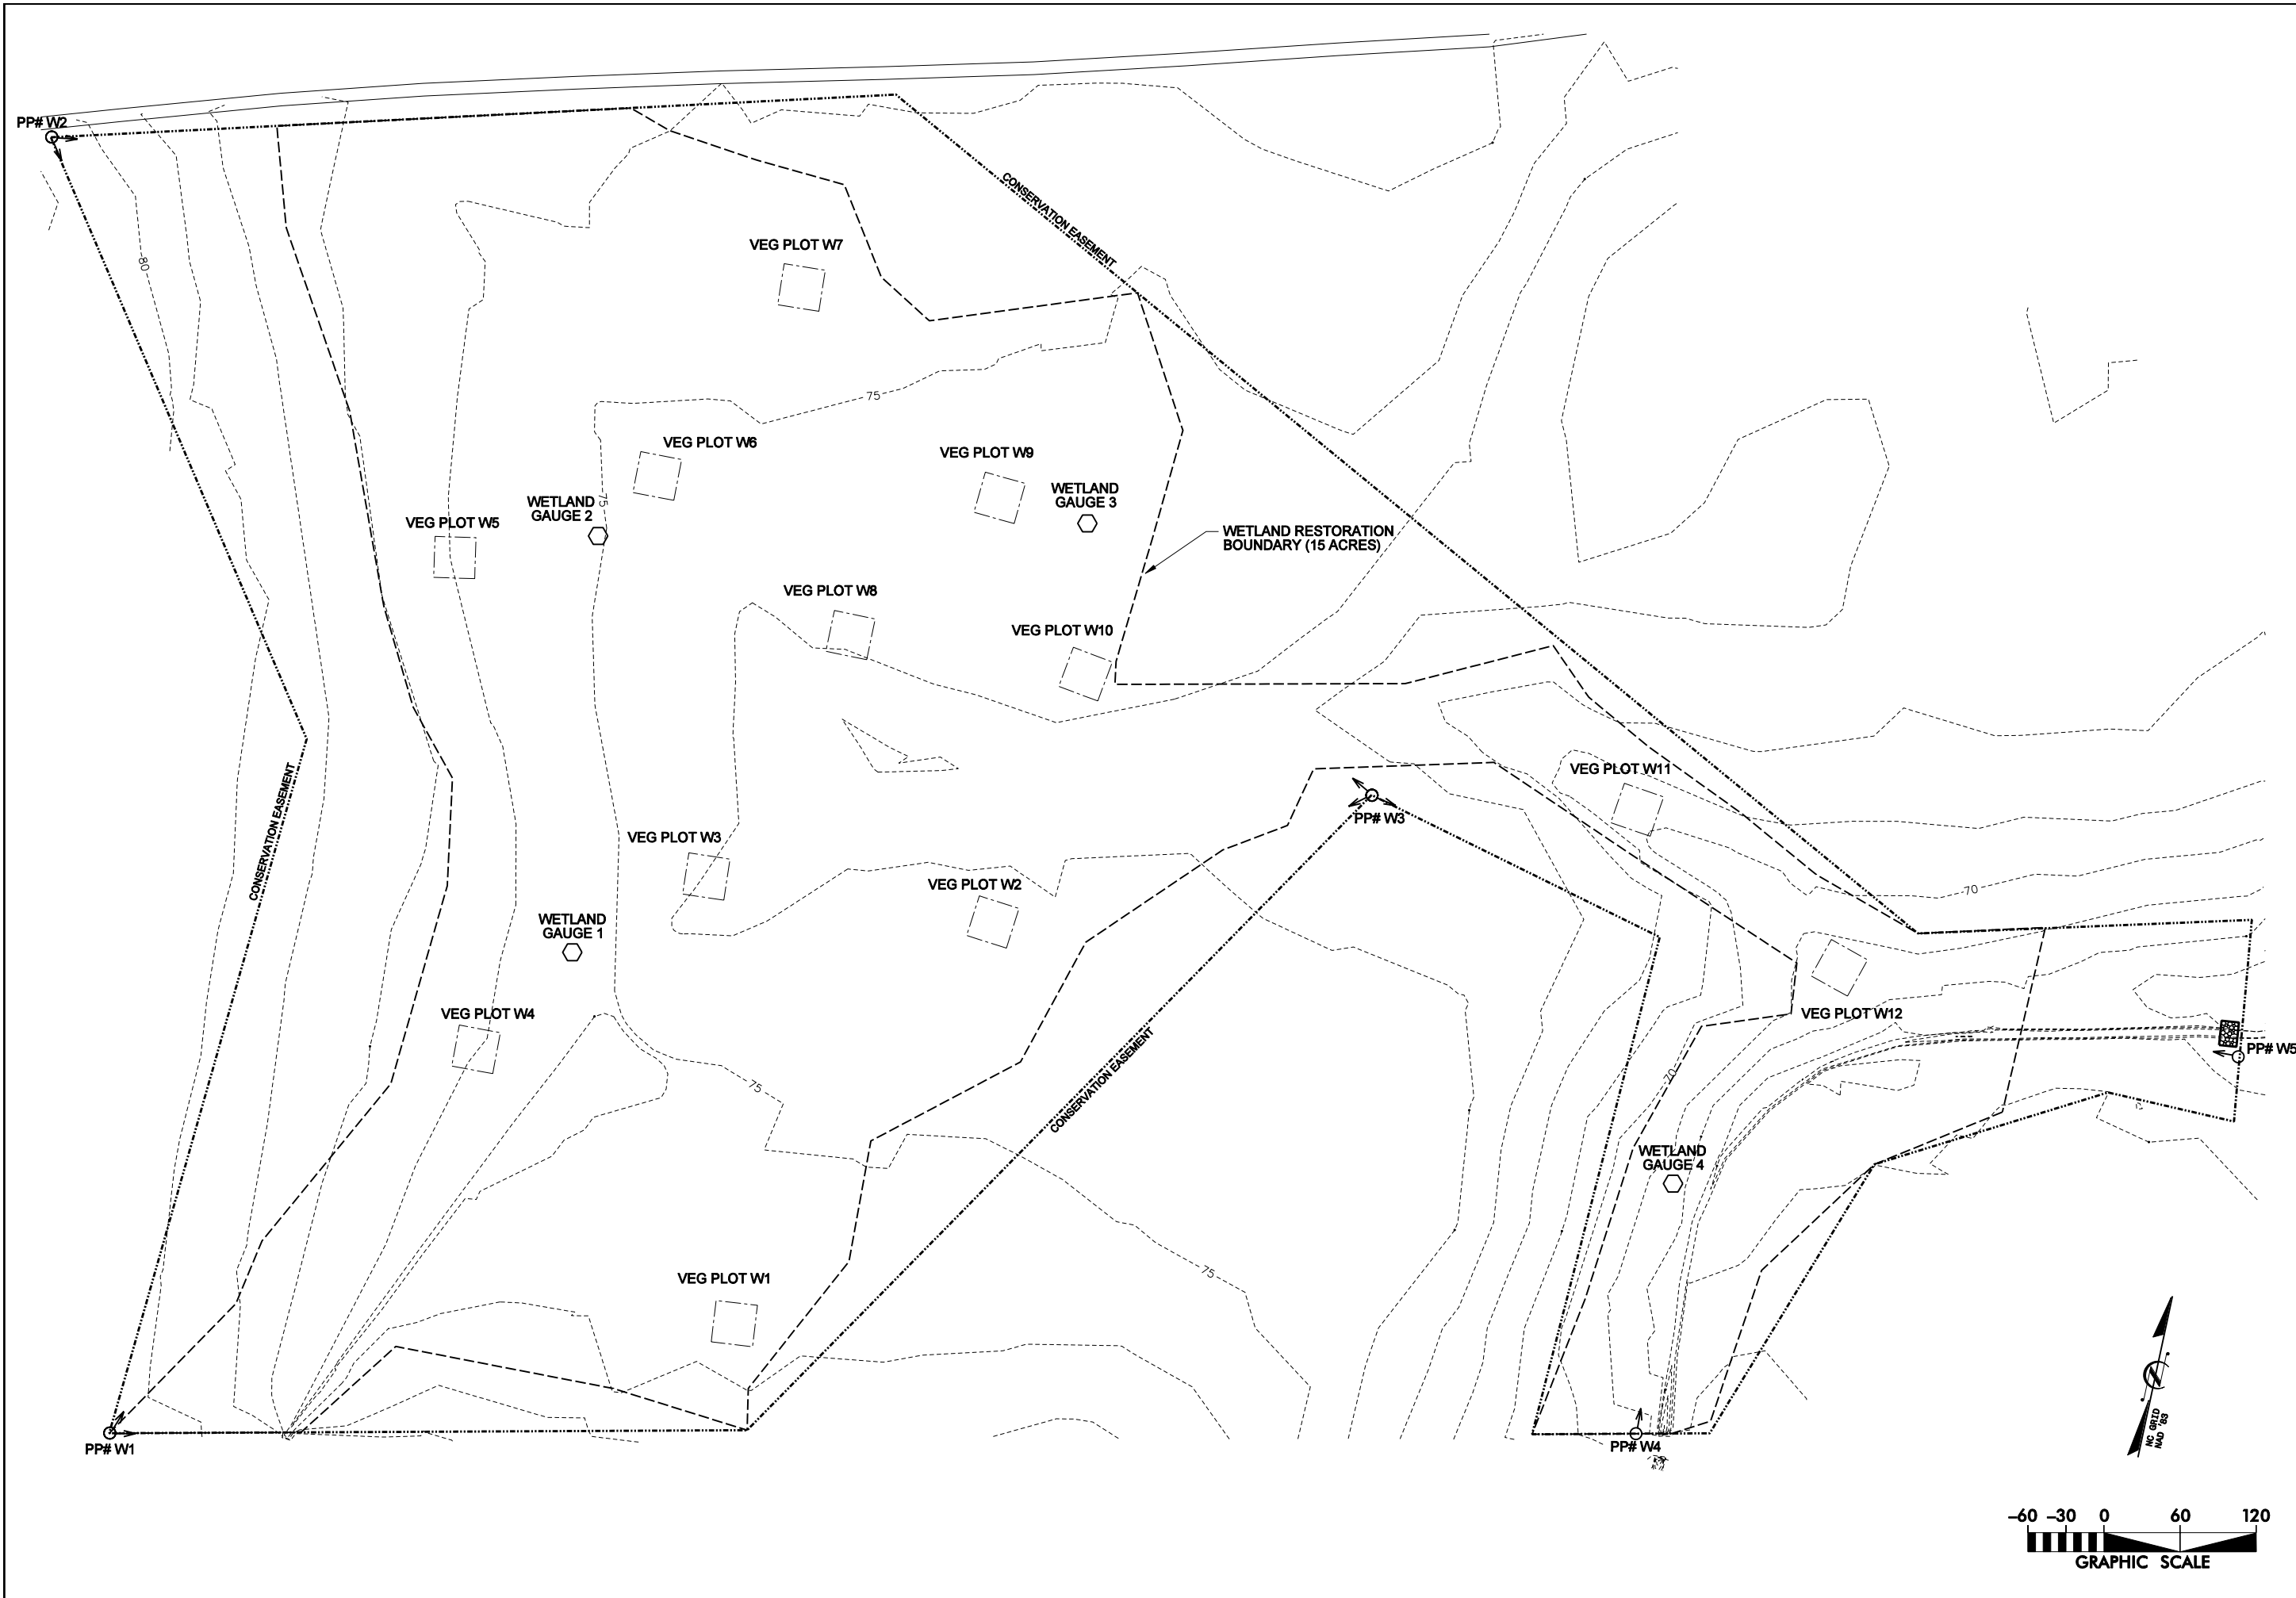 PP# W2
CONSERVATION EASEMENT
VEG PLOT W7
80
75
VEG PLOT W6
VEG PLOT W9
WETLAND
GAUGE 2
75
WETLAND
GAUGE 3
VEG PLOT W5
WETLAND RESTORATION
BOUNDARY (15 ACRES)
VEG PLOT W8
VEG PLOT W10
CONSERVATION EASEMENT
VEG PLOT W11
PP# W3
VEG PLOT W3
VEG PLOT W2
70
WETLAND
GAUGE 1
VEG PLOT W4
VEG PLOT W12
PP# W5
CONSERVATION EASEMENT
75
70
WETLAND
GAUGE 4
VEG PLOT W1
75
PP# W1
PP# W4
NC GRID
NAD '83
-60 -30 0 60 120
GRAPHIC SCALE